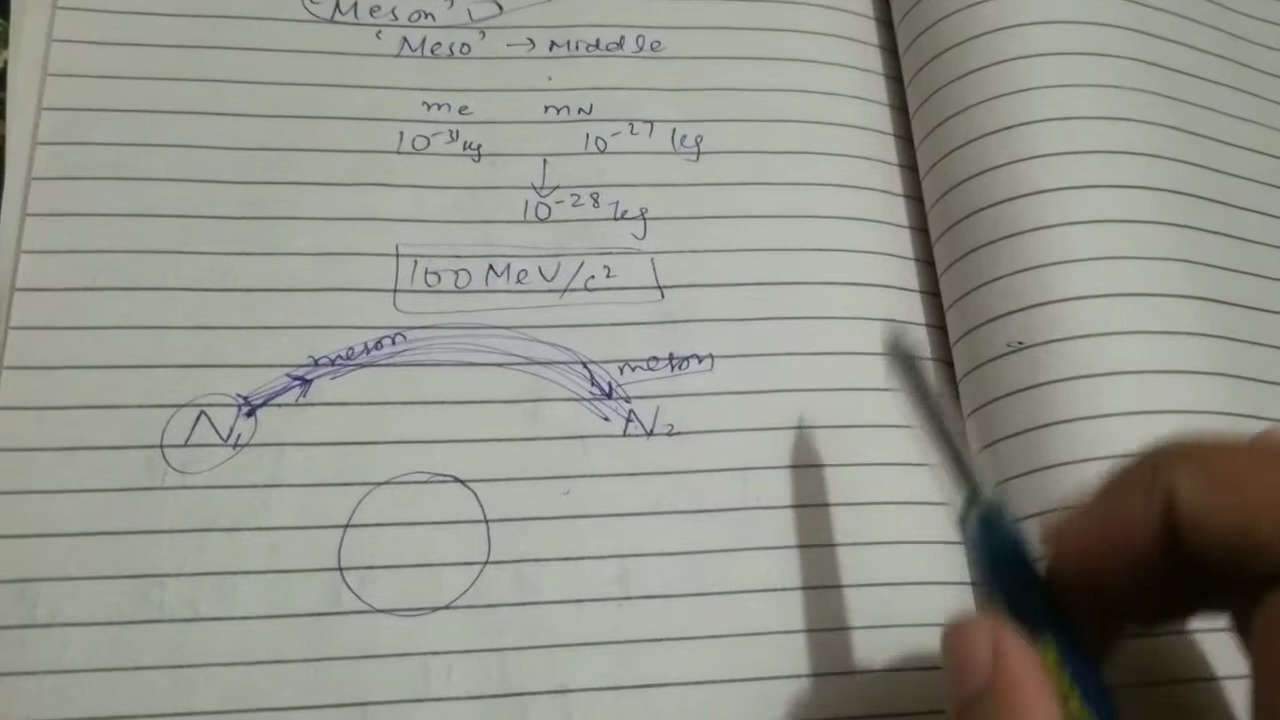 "Meson"
'Meso' → Middle
me mN
10⁻³¹kg 10⁻²⁷ kg
↓
10⁻²⁸ kg
100 MeV/c²
meson meson
N₁ N₂